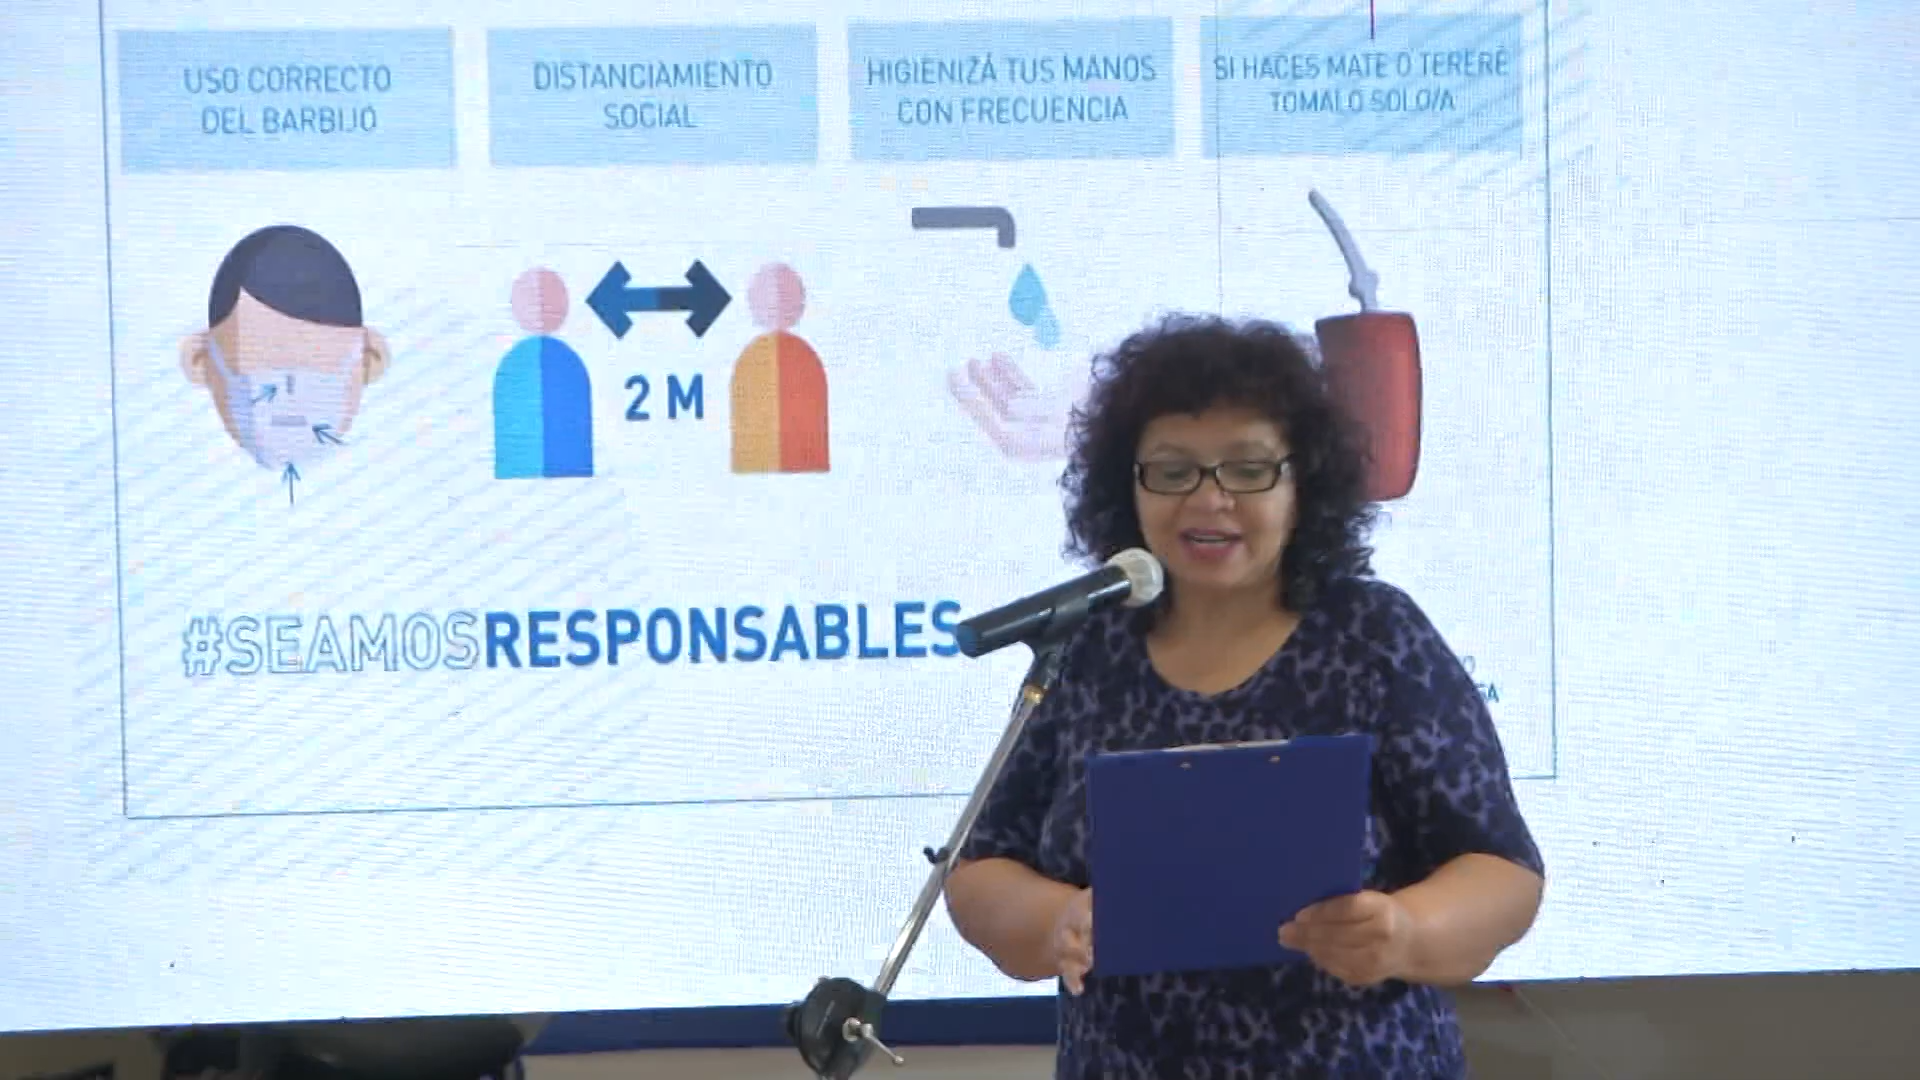 USO CORRECTO
DEL BARBIJO
DISTANCIAMIENTO
SOCIAL
HIGIENIZÁ TUS MANOS
CON FRECUENCIA
SI HACES MATE O TERERÉ
TOMALO SOLO/A
2 M
#SEAMOSRESPONSABLES